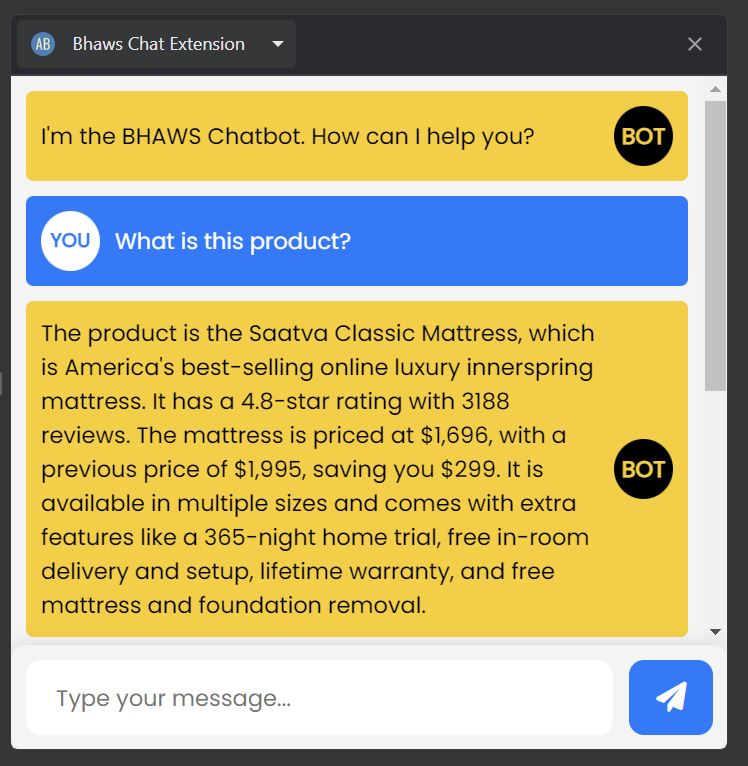 AB Bhaws Chat Extension
I'm the BHAWS Chatbot. How can I help you? BOT
YOU What is this product?
The product is the Saatva Classic Mattress, which
is America's best-selling online luxury innerspring
mattress. It has a 4.8-star rating with 3188
reviews. The mattress is priced at $1,696, with a
previous price of $1,995, saving you $299. It is
available in multiple sizes and comes with extra
features like a 365-night home trial, free in-room
delivery and setup, lifetime warranty, and free
mattress and foundation removal.
BOT
Type your message...